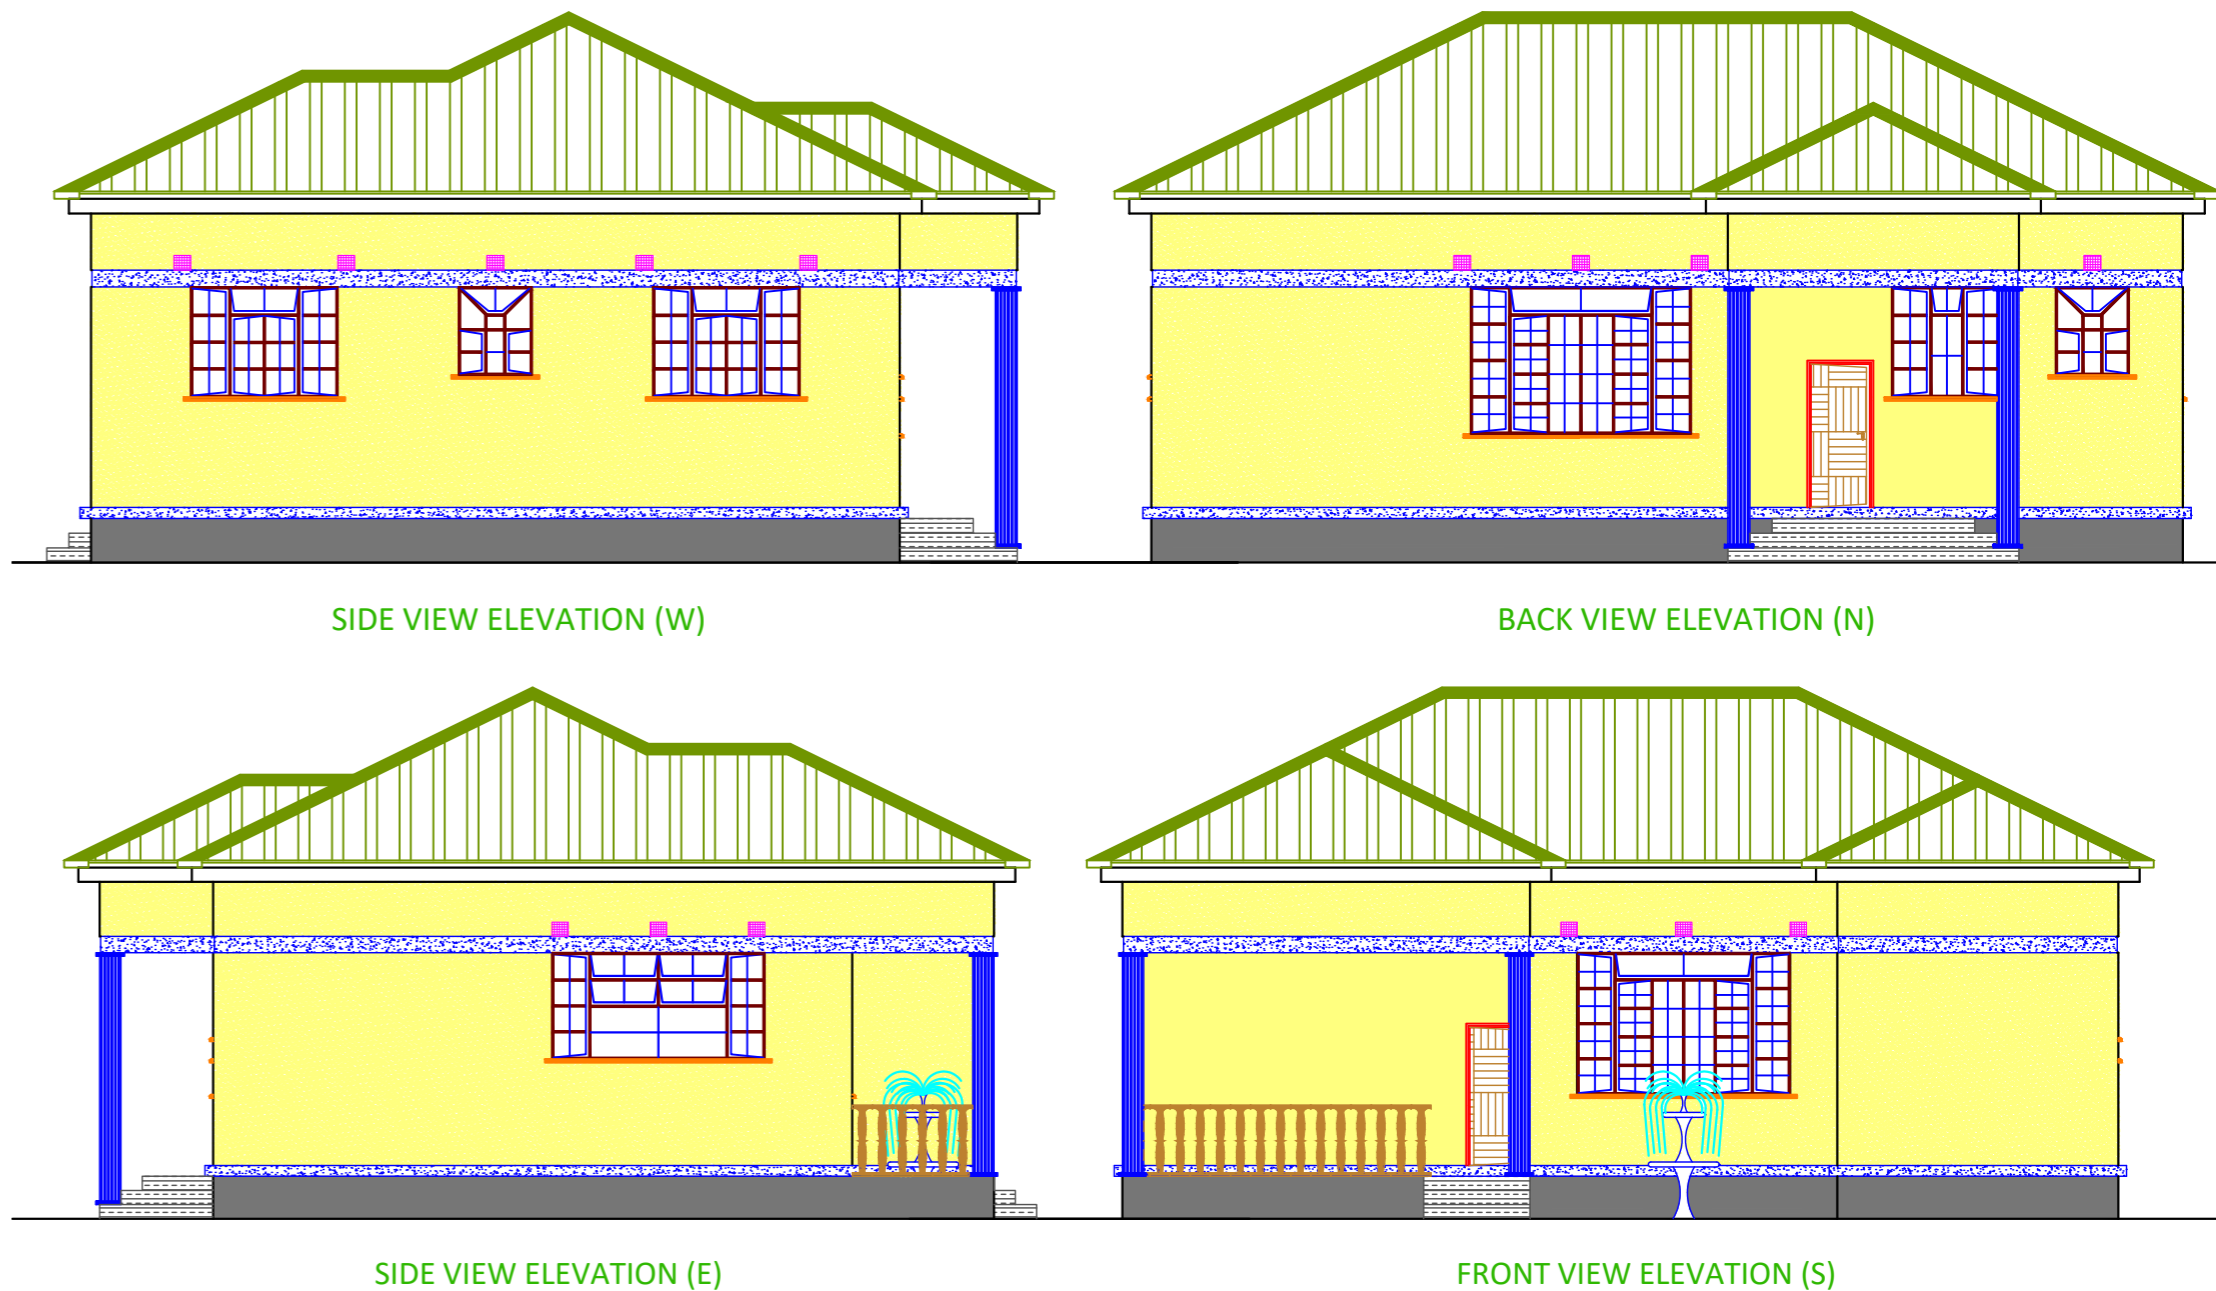 SIDE VIEW ELEVATION (W)
BACK VIEW ELEVATION (N)
SIDE VIEW ELEVATION (E)
FRONT VIEW ELEVATION (S)